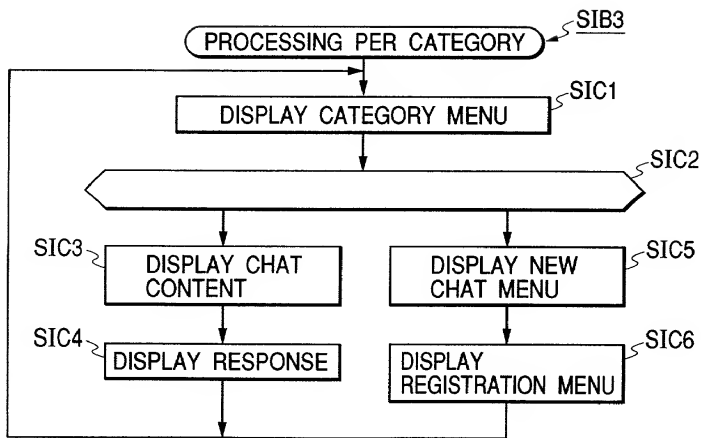 PROCESSING PER CATEGORY
SIB3
SIC1
DISPLAY CATEGORY MENU
SIC2
SIC3
DISPLAY CHAT
CONTENT
DISPLAY NEW
CHAT MENU
SIC5
SIC4
DISPLAY RESPONSE
DISPLAY
REGISTRATION MENU
SIC6